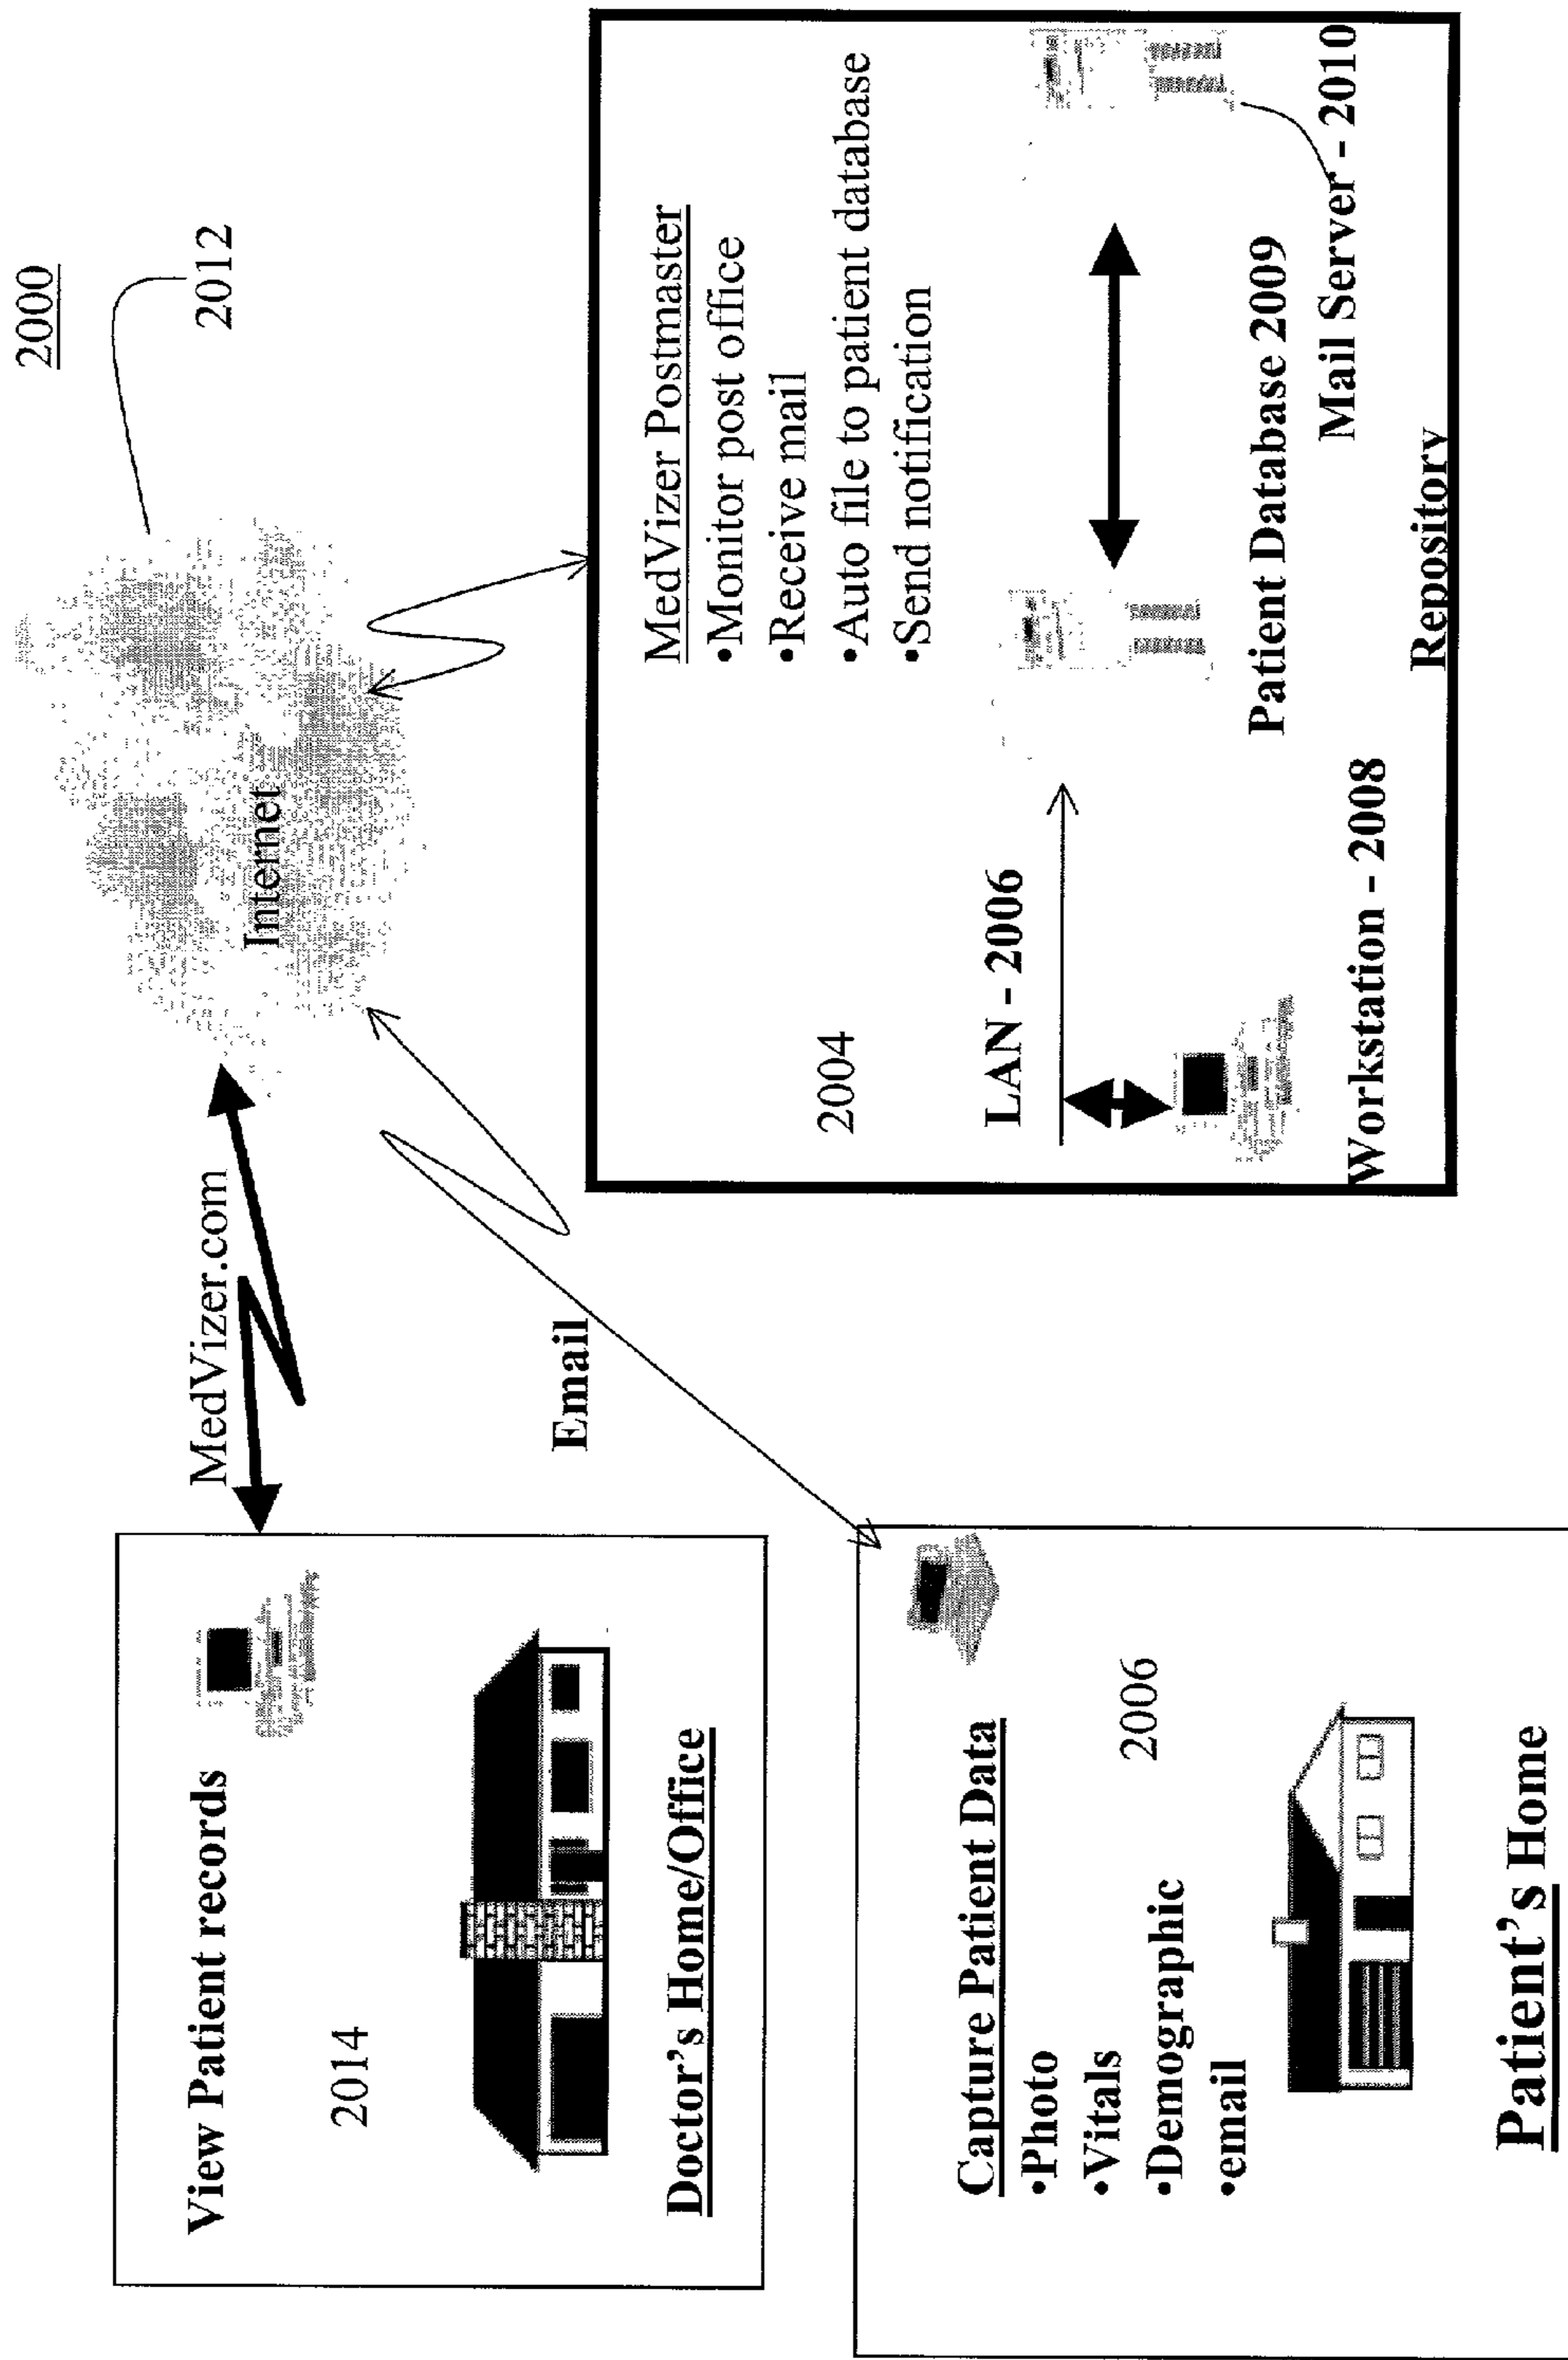 2000
2012
Internet
MedVizer.com
View Patient records
2014
Doctor's Home/Office
Email
Capture Patient Data
•Photo
•Vitals
•Demographic
•email
2006
Patient's Home
MedVizer Postmaster
•Monitor post office
•Receive mail
•Auto file to patient database
•Send notification
2004
LAN - 2006
Patient Database 2009
Mail Server - 2010
Workstation - 2008
Repository